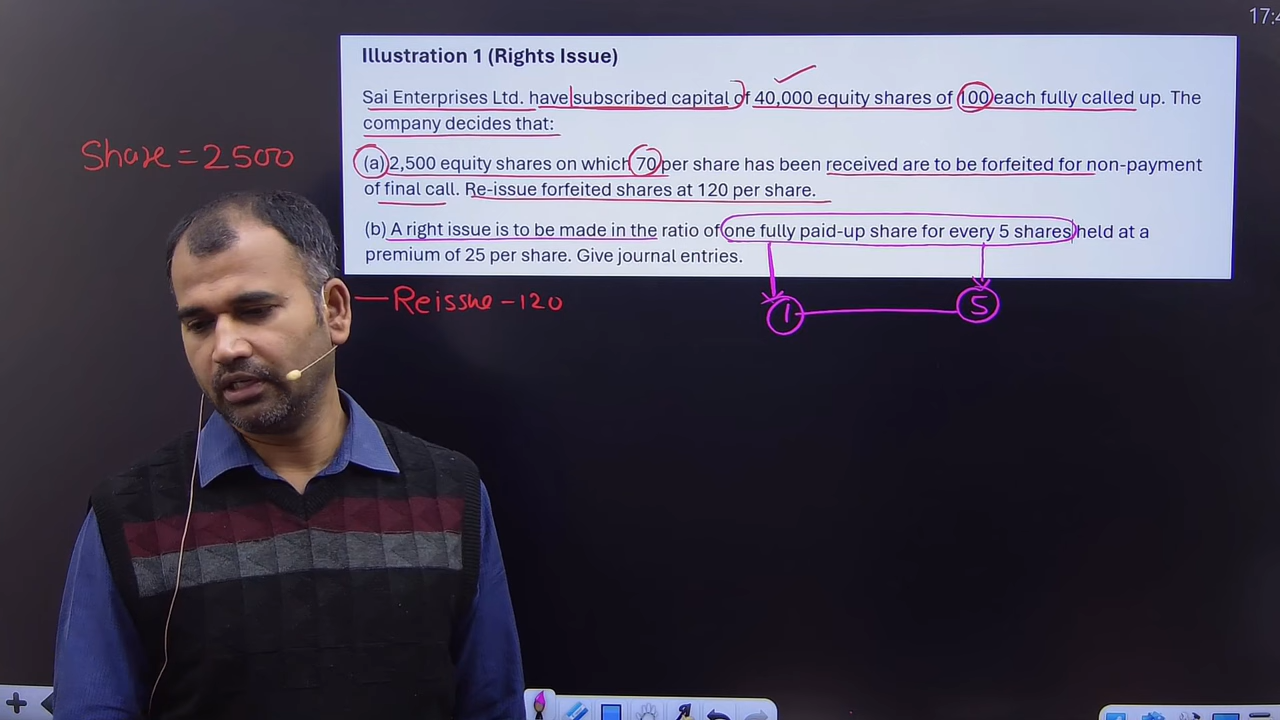 17:4
Illustration 1 (Rights Issue)
Sai Enterprises Ltd. have subscribed capital of 40,000 equity shares of 100 each fully called up. The
company decides that:
(a) 2,500 equity shares on which 70 per share has been received are to be forfeited for non-payment
of final call. Re-issue forfeited shares at 120 per share.
(b) A right issue is to be made in the ratio of one fully paid-up share for every 5 shares held at a
premium of 25 per share. Give journal entries.
Share = 2500
— Reissue - 120
1
5